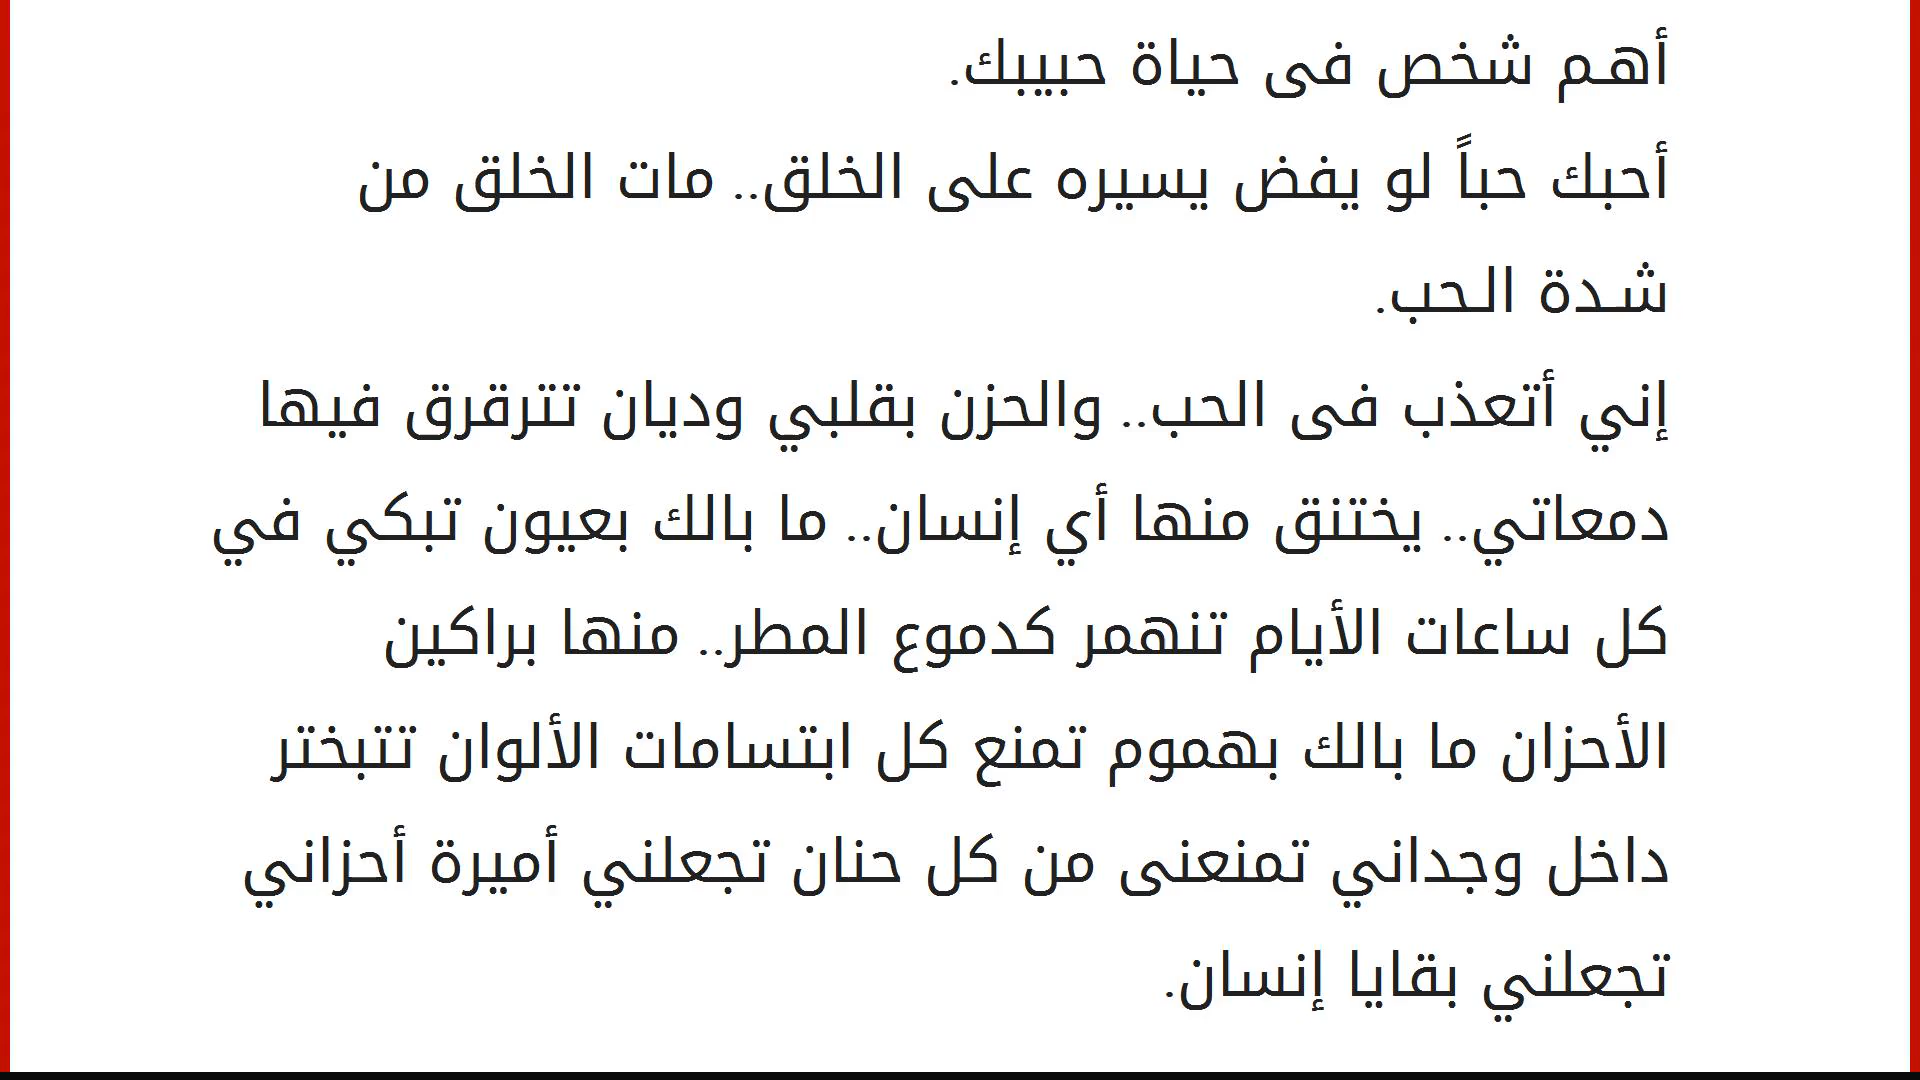 أهـم شخص فى حياة حبيبك.
أحبك حباً لو يفض يسيره على الخلق.. مات الخلق من
شـدة الـحب.
إني أتعذب فى الحب.. والحزن بقلبي وديان تترقرق فيها
دمعاتي.. يختنق منها أي إنسان.. ما بالك بعيون تبكي في
كل ساعات الأيام تنهمر كدموع المطر.. منها براكين
الأحزان ما بالك بهموم تمنع كل ابتسامات الألوان تتبختر
داخل وجداني تمنعنى من كل حنان تجعلني أميرة أحزاني
تجعلني بقايا إنسان.